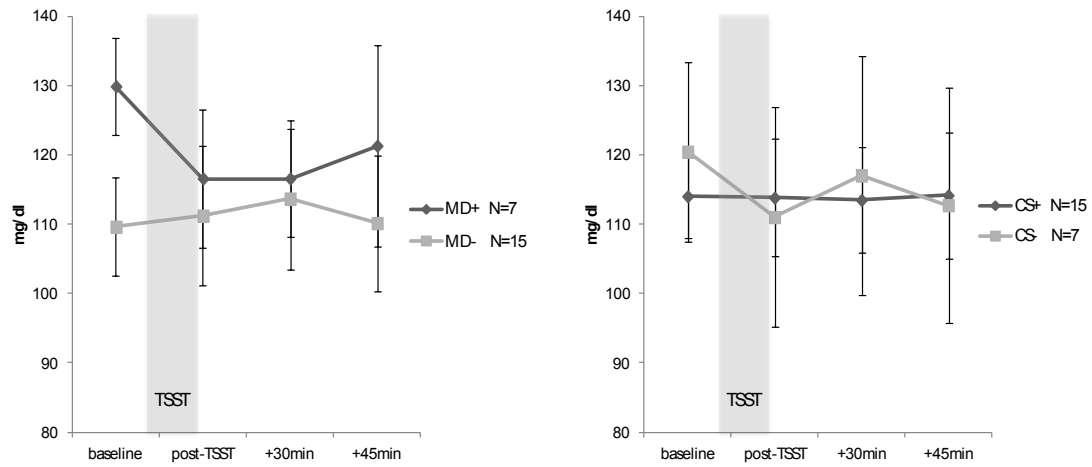 140
130
120
110
100
90
80
mg/ dl
TSST
baseline post-TSST +30min +45min
MD+ N=7
MD- N=15
140
130
120
110
100
90
80
mg/ dl
TSST
baseline post-TSST +30min +45min
CS+ N=15
CS- N=7